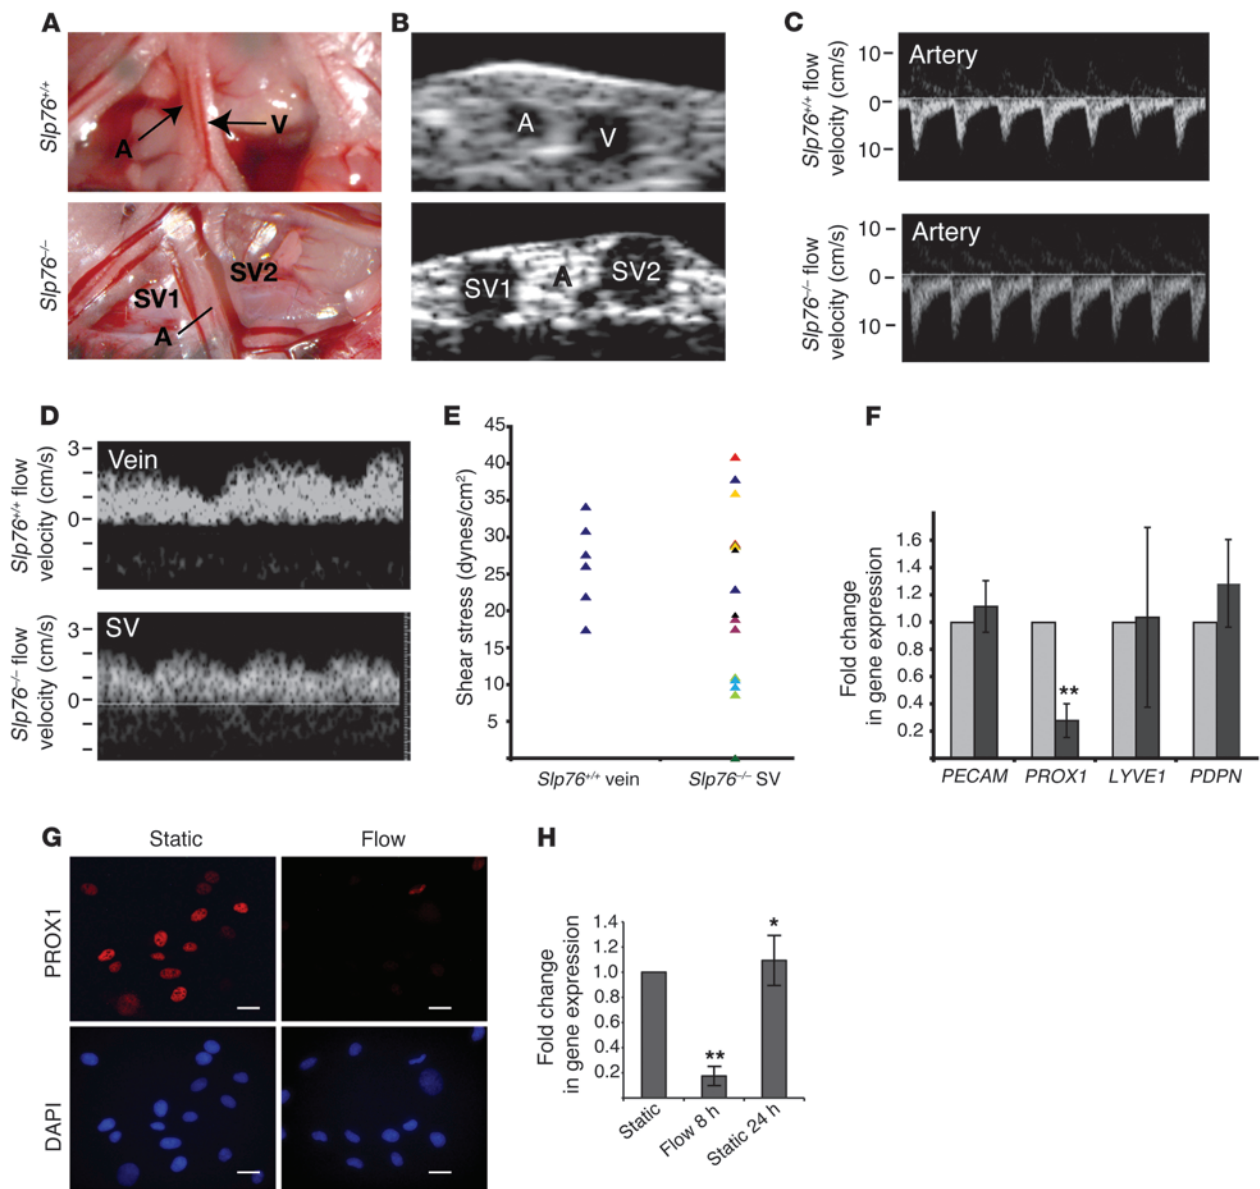 A
Slp76+/+
A
V
Slp76–/–
SV1
SV2
A
B
A
V
SV1
A
SV2
C
Slp76+/+ flow
velocity (cm/s)
10
0
10
Artery
Slp76–/– flow
velocity (cm/s)
10
0
10
Artery
D
Slp76+/+ flow
velocity (cm/s)
3
0
Vein
Slp76–/– flow
velocity (cm/s)
3
0
SV
E
Shear stress (dynes/cm²)
45
40
35
30
25
20
15
10
5
Slp76+/+ vein
Slp76–/– SV
F
Fold change
in gene expression
1.6
1.4
1.2
1.0
0.8
0.6
0.4
0.2
**
PECAM
PROX1
LYVE1
PDPN
G
Static
Flow
PROX1
DAPI
H
Fold change
in gene expression
1.4
1.2
1.0
1.2
1.0
0.8
0.6
0.4
0.2
**
*
Static
Flow 8 h
Static 24 h